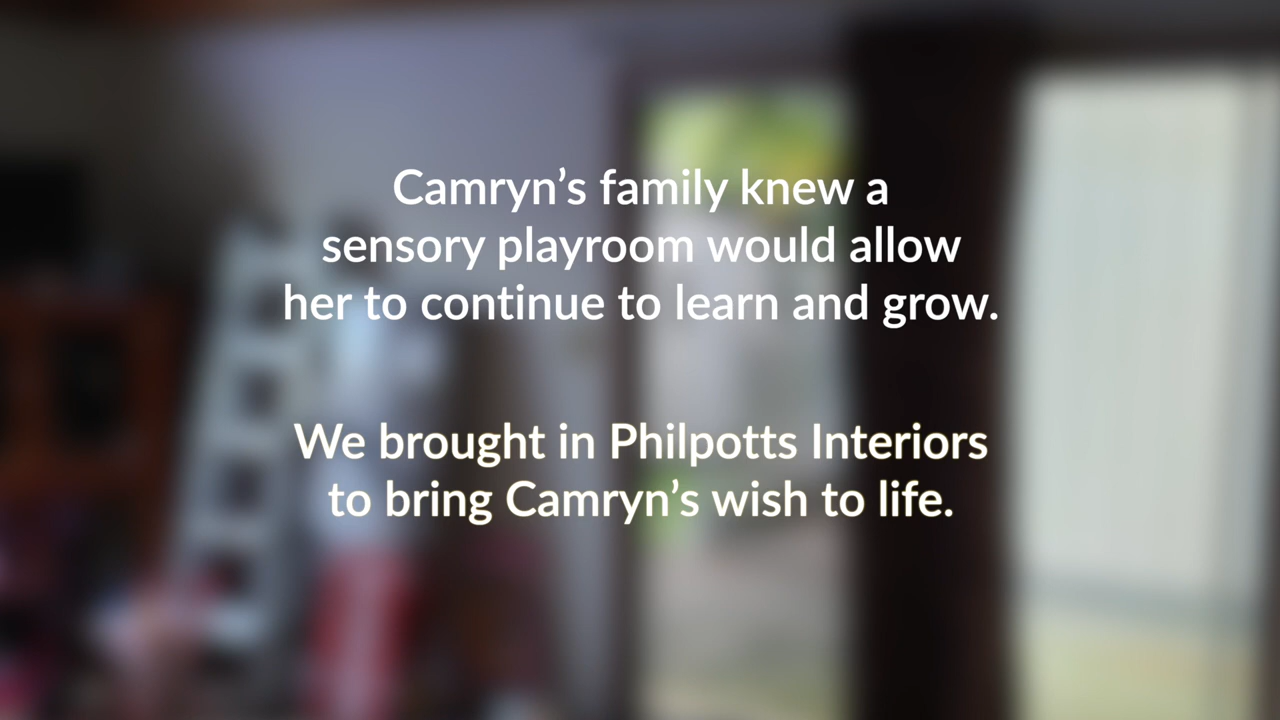 Camryn’s family knew a
sensory playroom would allow
her to continue to learn and grow.
We brought in Philpotts Interiors
to bring Camryn’s wish to life.